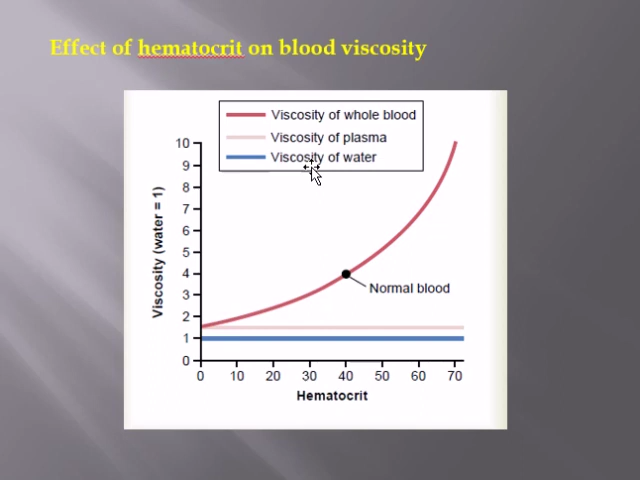 Effect of hematocrit on blood viscosity
Viscosity of whole blood
Viscosity of plasma
Viscosity of water
10
9
8
7
6
5
4
3
2
1
0
Viscosity (water = 1)
Normal blood
0 10 20 30 40 50 60 70
Hematocrit